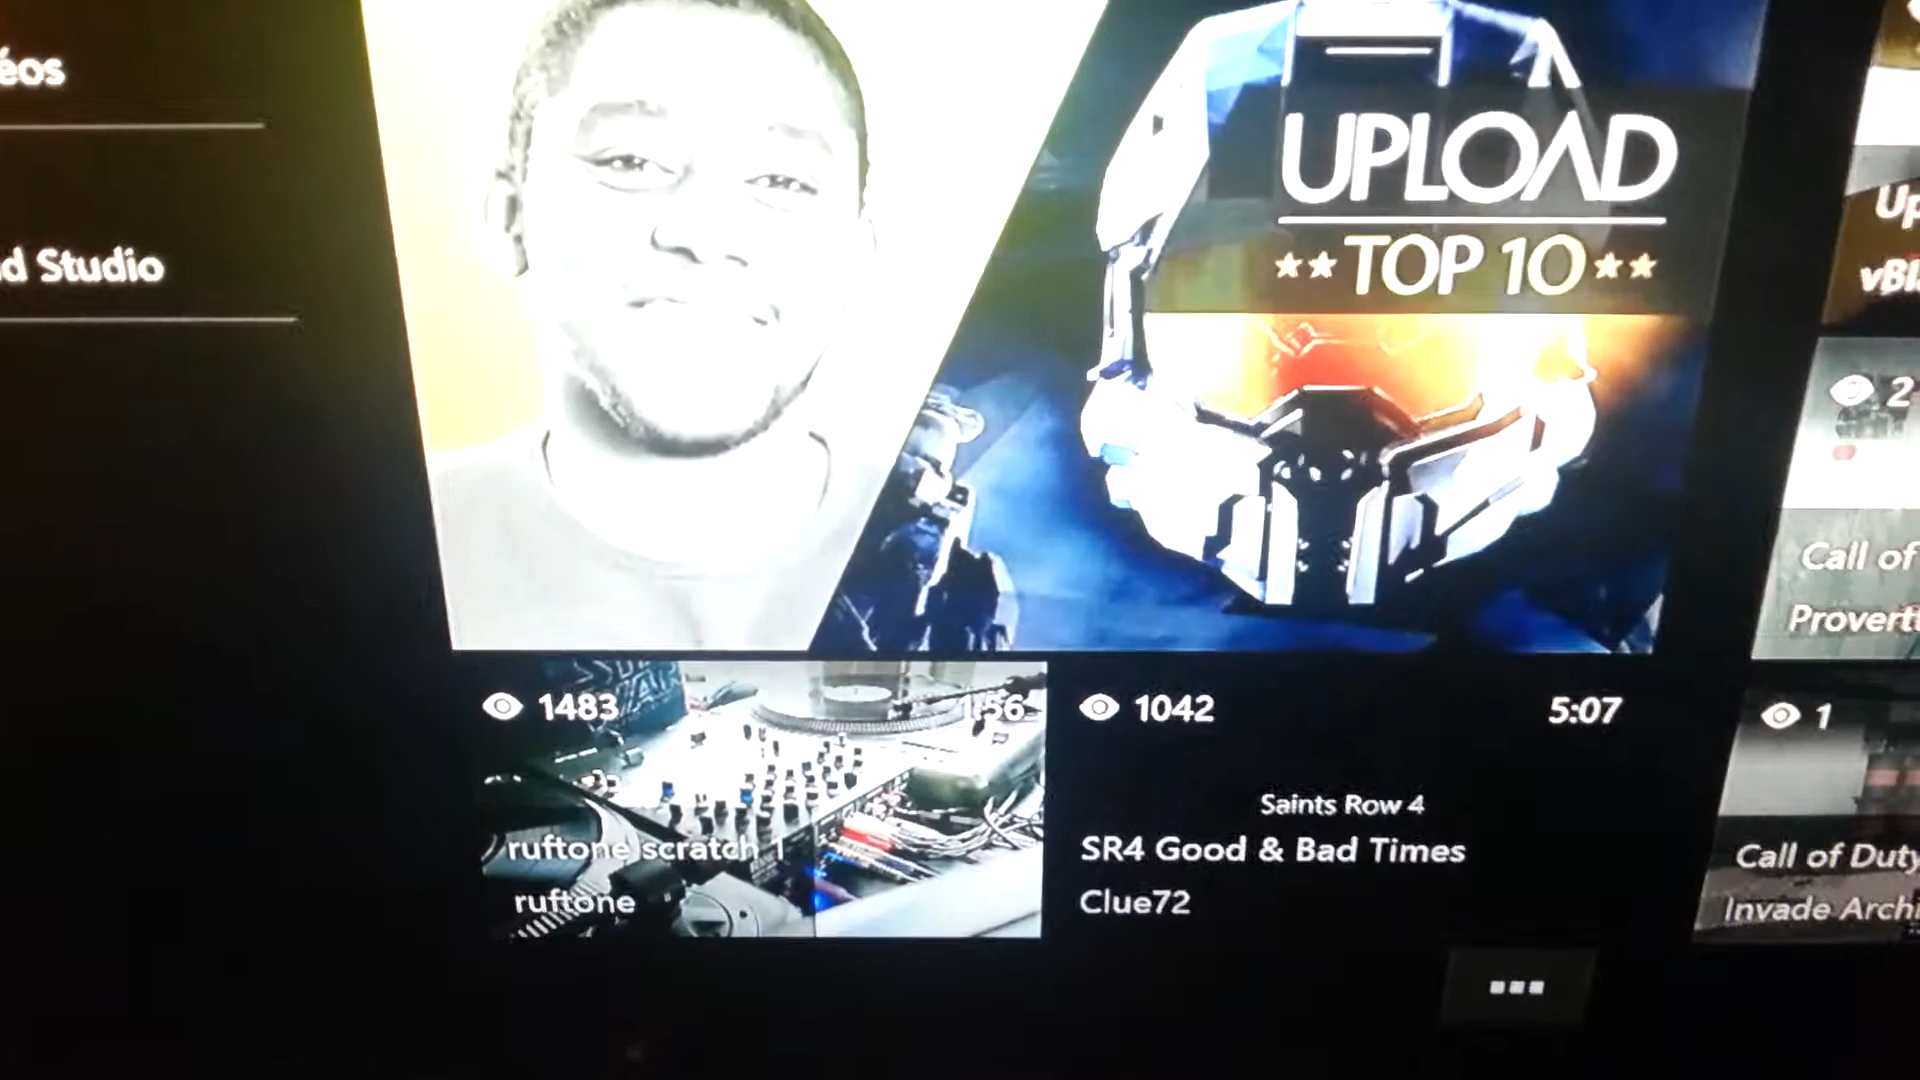 éos
d Studio
UPLOAD
**TOP 10**
Up
vBl
2
Call of
Provert
1483
1:56
ruftone scratch 1
ruftone
1042
5:07
Saints Row 4
SR4 Good & Bad Times
Clue72
1
Call of Duty
Invade Archi